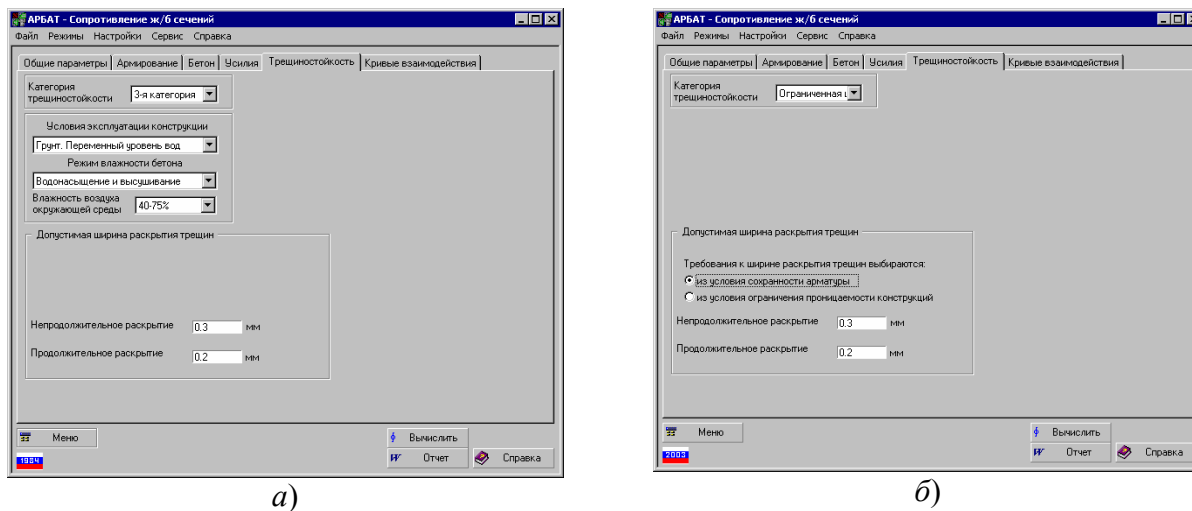 АРБАТ - Сопротивление ж/б сечений
Файл Режимы Настройки Сервис Справка
Общие параметры Армирование Бетон Усилия Трещиностойкость Кривые взаимодействия
Категория
трещиностойкости 3-я категория
Условия эксплуатации конструкции
Грунт. Переменный уровень вод
Режим влажности бетона
Водонасыщение и высушивание
Влажность воздуха
окружающей среды 40-75%
Допустимая ширина раскрытия трещин
Непродолжительное раскрытие 0.3 мм
Продолжительное раскрытие 0.2 мм
Меню Вычислить
1984 Отчет Справка
а)
АРБАТ - Сопротивление ж/б сечений
Файл Режимы Настройки Сервис Справка
Общие параметры Армирование Бетон Усилия Трещиностойкость Кривые взаимодействия
Категория
трещиностойкости Ограниченная
Допустимая ширина раскрытия трещин
Требования к ширине раскрытия трещин выбираются:
из условия сохранности арматуры
из условия ограничения проницаемости конструкций
Непродолжительное раскрытие 0.3 мм
Продолжительное раскрытие 0.2 мм
Меню Вычислить
2003 Отчет Справка
б)